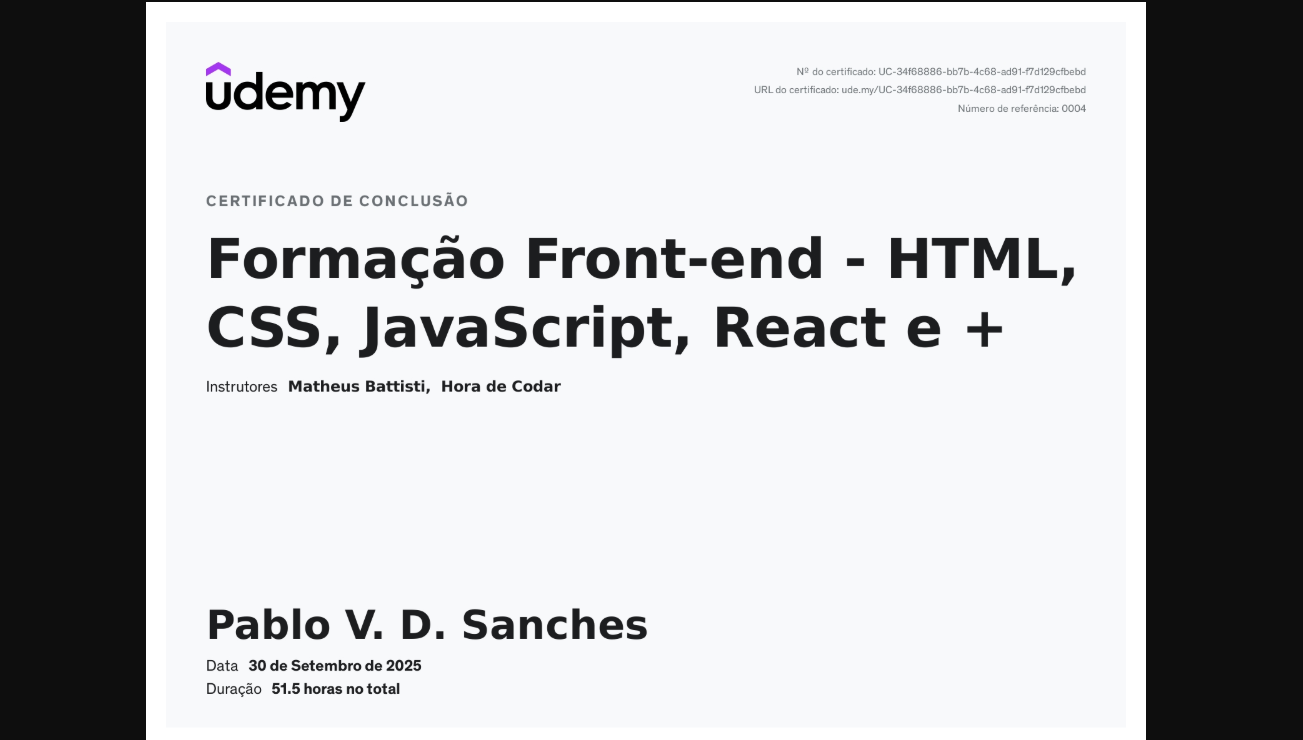 udemy
Nº do certificado: UC-34f68886-bb7b-4c68-ad91-f7d129cfbebd
URL do certificado: ude.my/UC-34f68886-bb7b-4c68-ad91-f7d129cfbebd
Número de referência: 0004
CERTIFICADO DE CONCLUSÃO
Formação Front-end - HTML,
CSS, JavaScript, React e +
Instrutores Matheus Battisti, Hora de Codar
Pablo V. D. Sanches
Data 30 de Setembro de 2025
Duração 51.5 horas no total